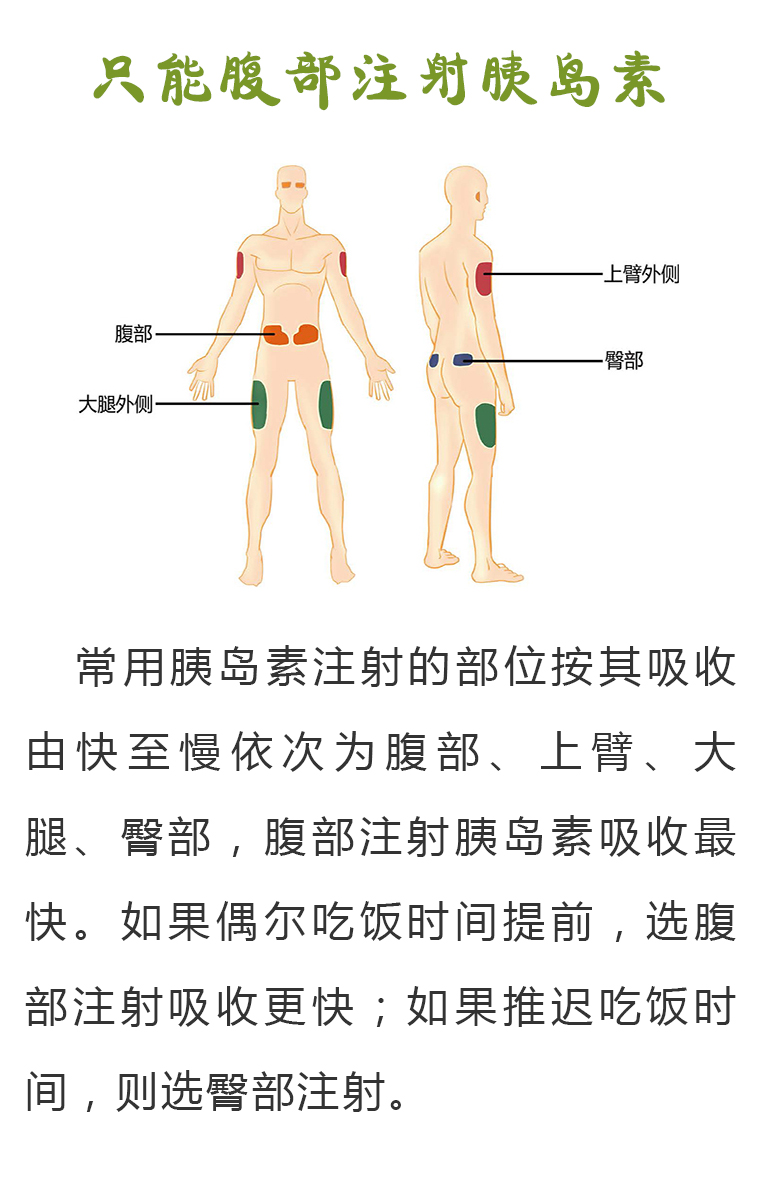 只能腹部注射胰岛素
上臂外侧
腹部
臀部
大腿外侧
常用胰岛素注射的部位按其吸收
由快至慢依次为腹部、上臂、大
腿、臀部，腹部注射胰岛素吸收最
快。如果偶尔吃饭时间提前，选腹
部注射吸收更快；如果推迟吃饭时
间，则选臀部注射。